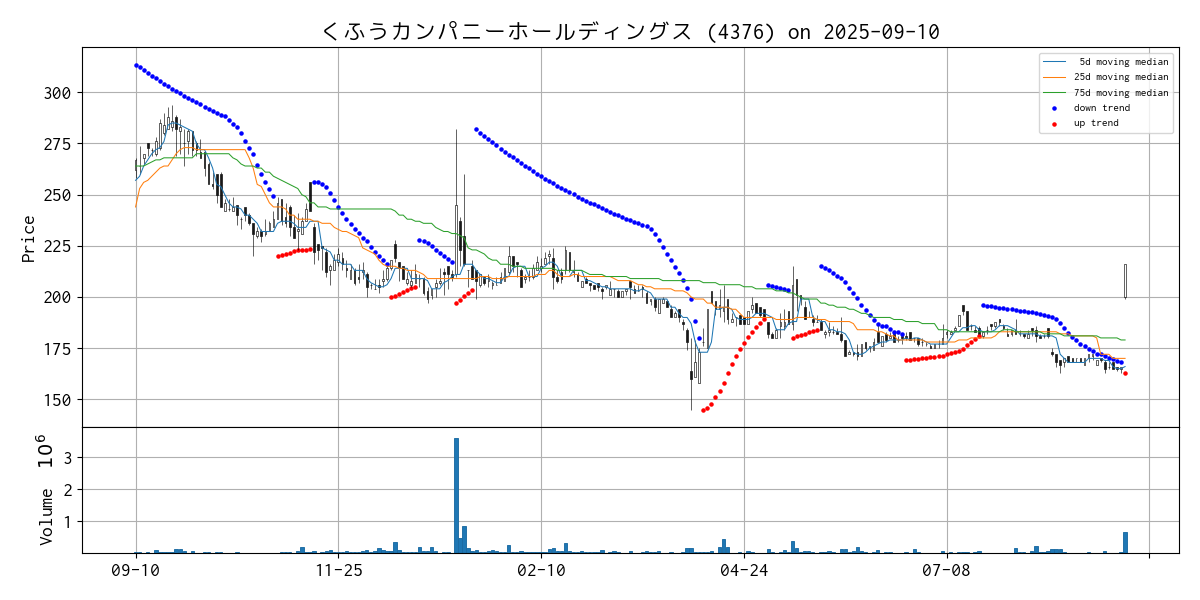 くふうカンパニーホールディングス (4376) on 2025-09-10
5d moving median
25d moving median
75d moving median
down trend
up trend
Price
300
275
250
225
200
175
150
Volume 10^6
3
2
1
09-10
11-25
02-10
04-24
07-08